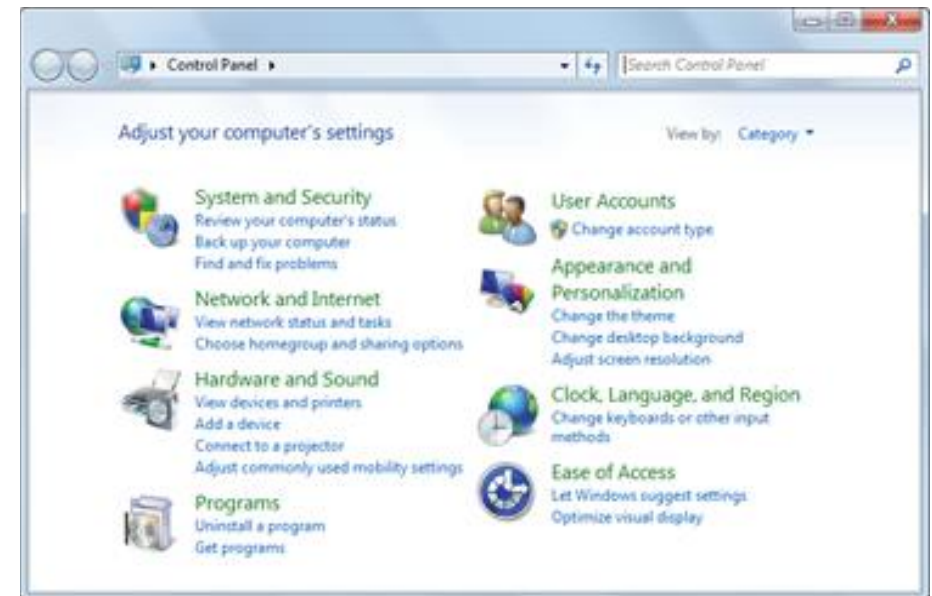 Control Panel
Search Control Panel
Adjust your computer's settings
View by: Category
System and Security
Review your computer's status
Back up your computer
Find and fix problems
Network and Internet
View network status and tasks
Choose homegroup and sharing options
Hardware and Sound
View devices and printers
Add a device
Connect to a projector
Adjust commonly used mobility settings
Programs
Uninstall a program
Get programs
User Accounts
Change account type
Appearance and
Personalization
Change the theme
Change desktop background
Adjust screen resolution
Clock, Language, and Region
Change keyboards or other input
methods
Ease of Access
Let Windows suggest settings
Optimize visual display